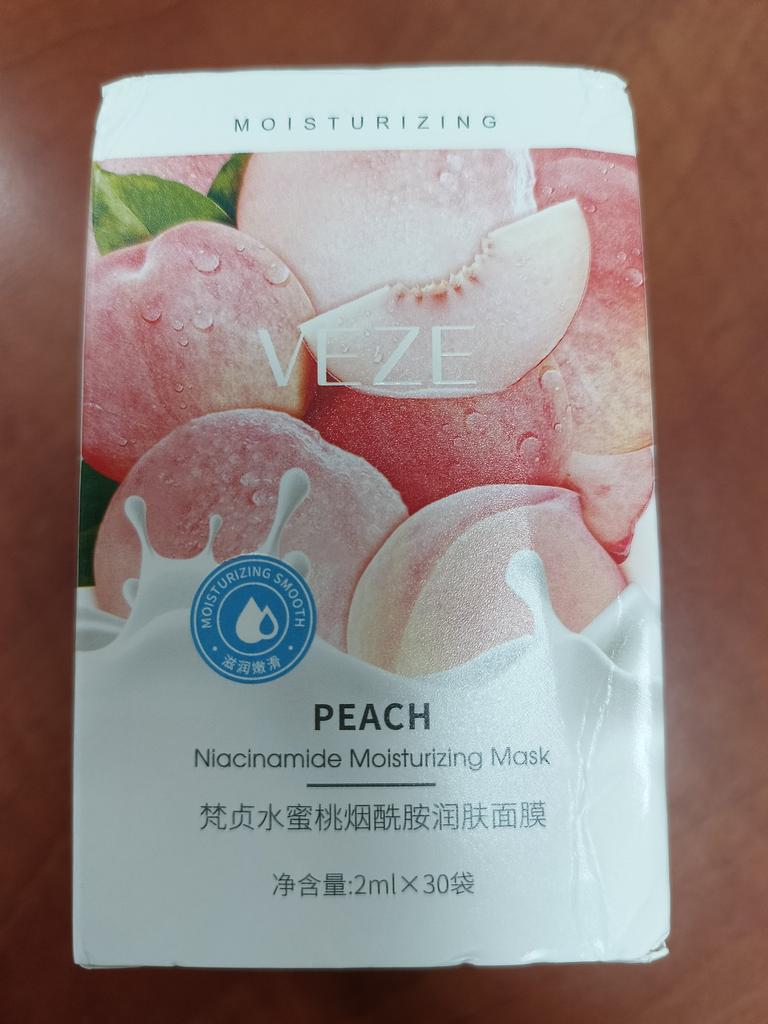 MOISTURIZING
VEZE
MOISTURIZING SMOOTH
滋润嫩滑
PEACH
Niacinamide Moisturizing Mask
梵贞水蜜桃烟酰胺润肤面膜
净含量:2ml×30袋